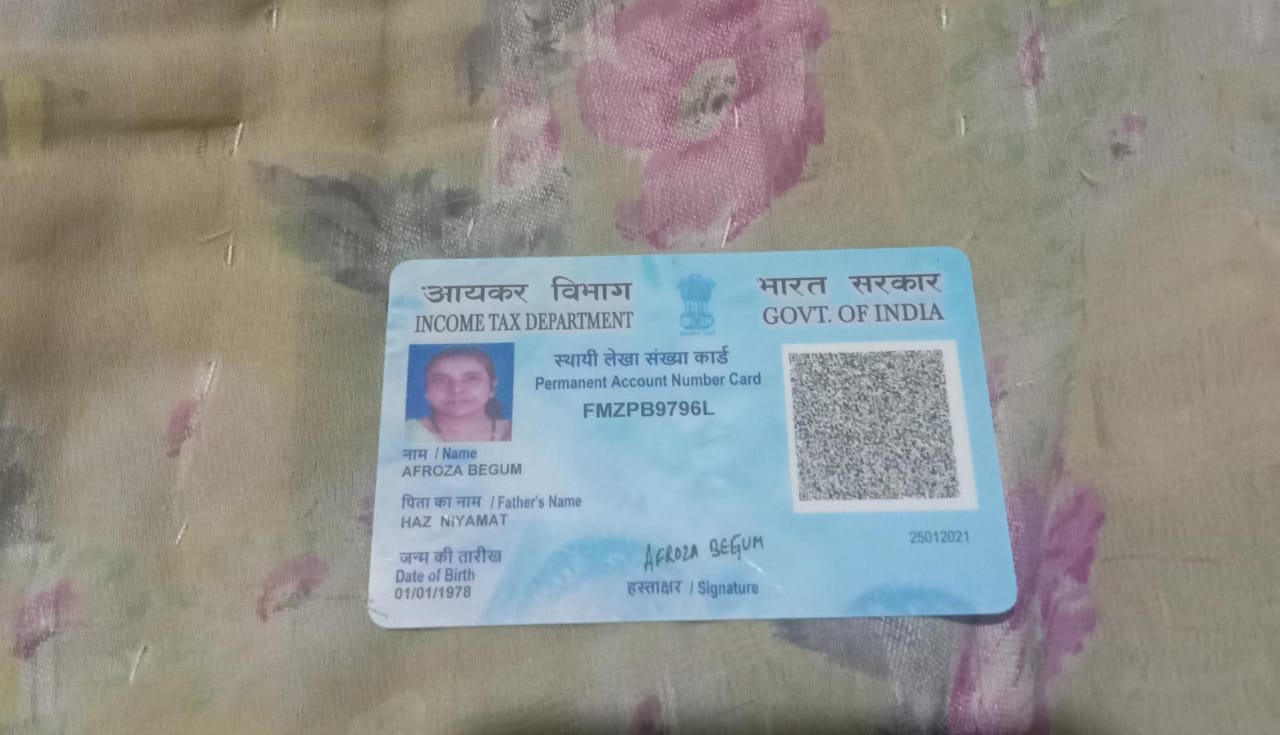 आयकर विभाग
INCOME TAX DEPARTMENT
भारत सरकार
GOVT. OF INDIA
स्थायी लेखा संख्या कार्ड
Permanent Account Number Card
FMZPB9796L
नाम / Name
AFROZA BEGUM
पिता का नाम / Father's Name
HAZ NIYAMAT
जन्म की तारीख
Date of Birth
01/01/1978
AFROZA BEGUM
हस्ताक्षर / Signature
25012021